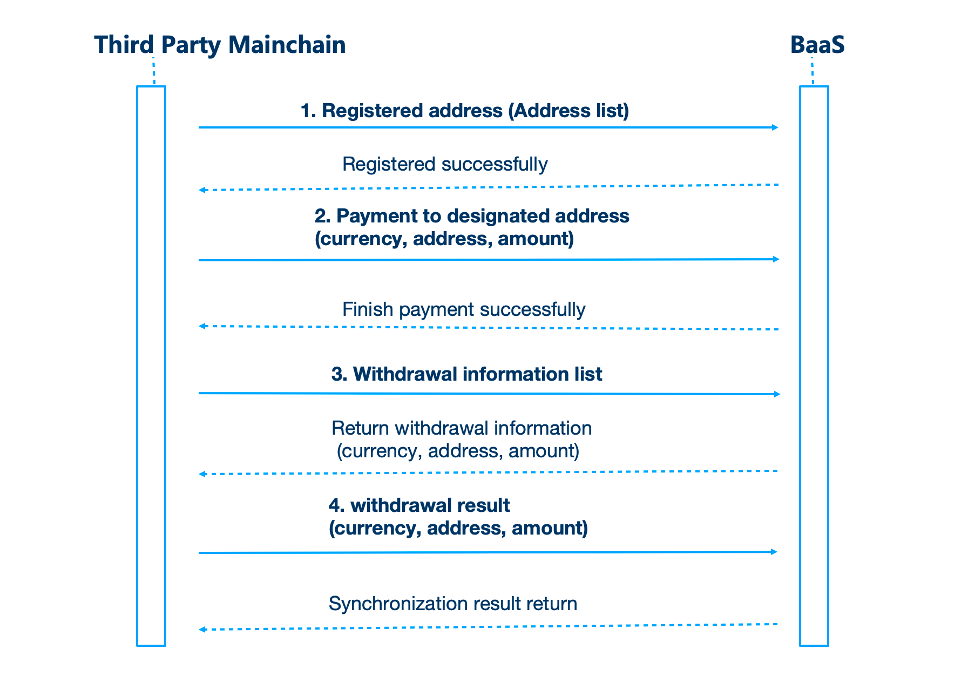 Third Party Mainchain
BaaS
1. Registered address (Address list)
Registered successfully
2. Payment to designated address
(currency, address, amount)
Finish payment successfully
3. Withdrawal information list
Return withdrawal information
(currency, address, amount)
4. withdrawal result
(currency, address, amount)
Synchronization result return